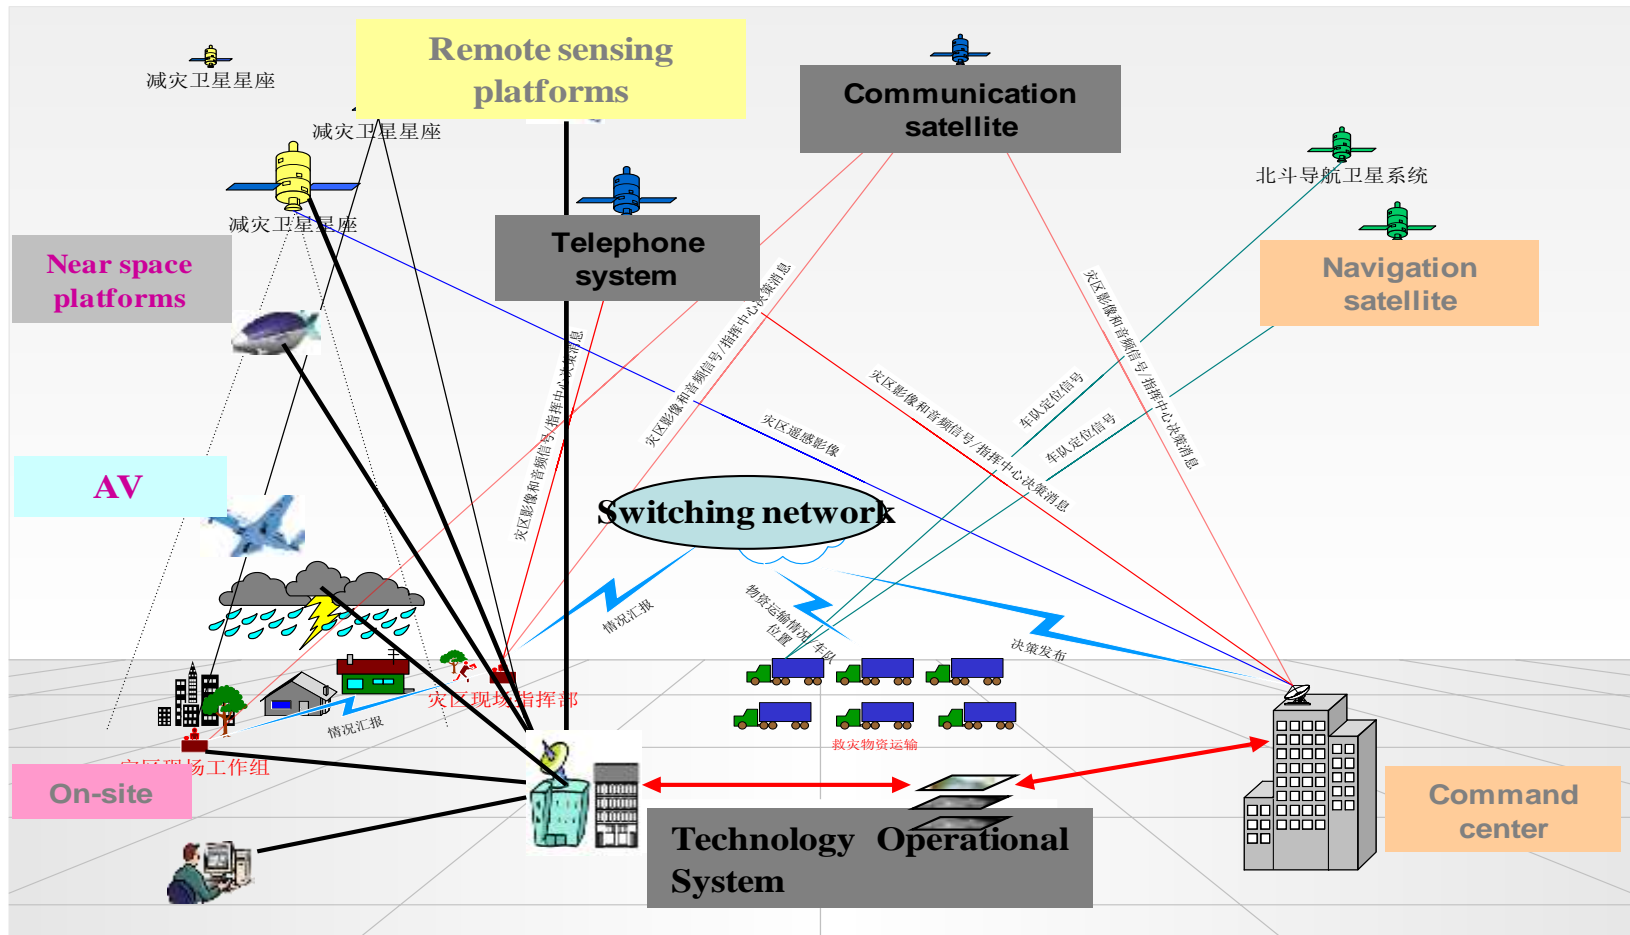 Remote sensing
platforms
减灾卫星星座
减灾卫星星座
减灾卫星星座
Communication
satellite
北斗导航卫星系统
Navigation
satellite
Telephone
system
Near space
platforms
AV
灾区影像和音频信号/指挥中心决策消息
灾区影像和音频信号/指挥中心决策消息
灾区影像和音频信号/指挥中心决策消息
灾区影像和音频信号/指挥中心决策消息
灾区遥感影像
车队定位信号
车队定位信号
Switching network
情况汇报
物资运输情况/车队
位置
决策发布
灾区现场指挥部
情况汇报
救灾物资运输
灾区现场工作组
On-site
Technology Operational
System
Command
center